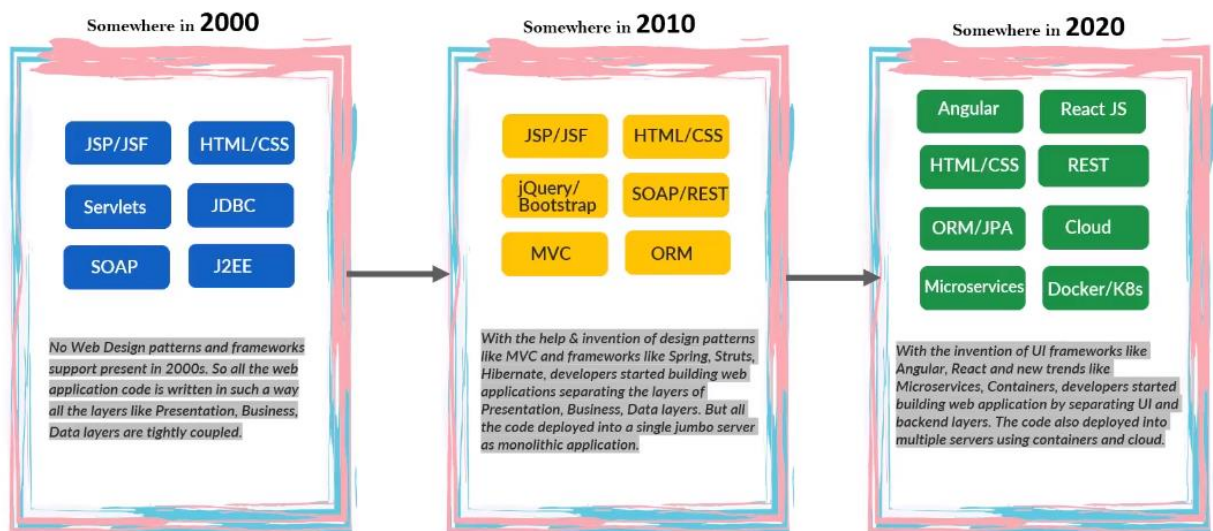 Somewhere in 2000
JSP/JSF
HTML/CSS
Servlets
JDBC
SOAP
J2EE
No Web Design patterns and frameworks
support present in 2000s. So all the web
application code is written in such a way
all the layers like Presentation, Business,
Data layers are tightly coupled.
Somewhere in 2010
JSP/JSF
HTML/CSS
jQuery/
Bootstrap
SOAP/REST
MVC
ORM
With the help & invention of design patterns
like MVC and frameworks like Spring, Struts,
Hibernate, developers started building web
applications separating the layers of
Presentation, Business, Data layers. But all
the code deployed into a single jumbo server
as monolithic application.
Somewhere in 2020
Angular
React JS
HTML/CSS
REST
ORM/JPA
Cloud
Microservices
Docker/K8s
With the invention of UI frameworks like
Angular, React and new trends like
Microservices, Containers, developers started
building web application by separating UI and
backend layers. The code also deployed into
multiple servers using containers and cloud.